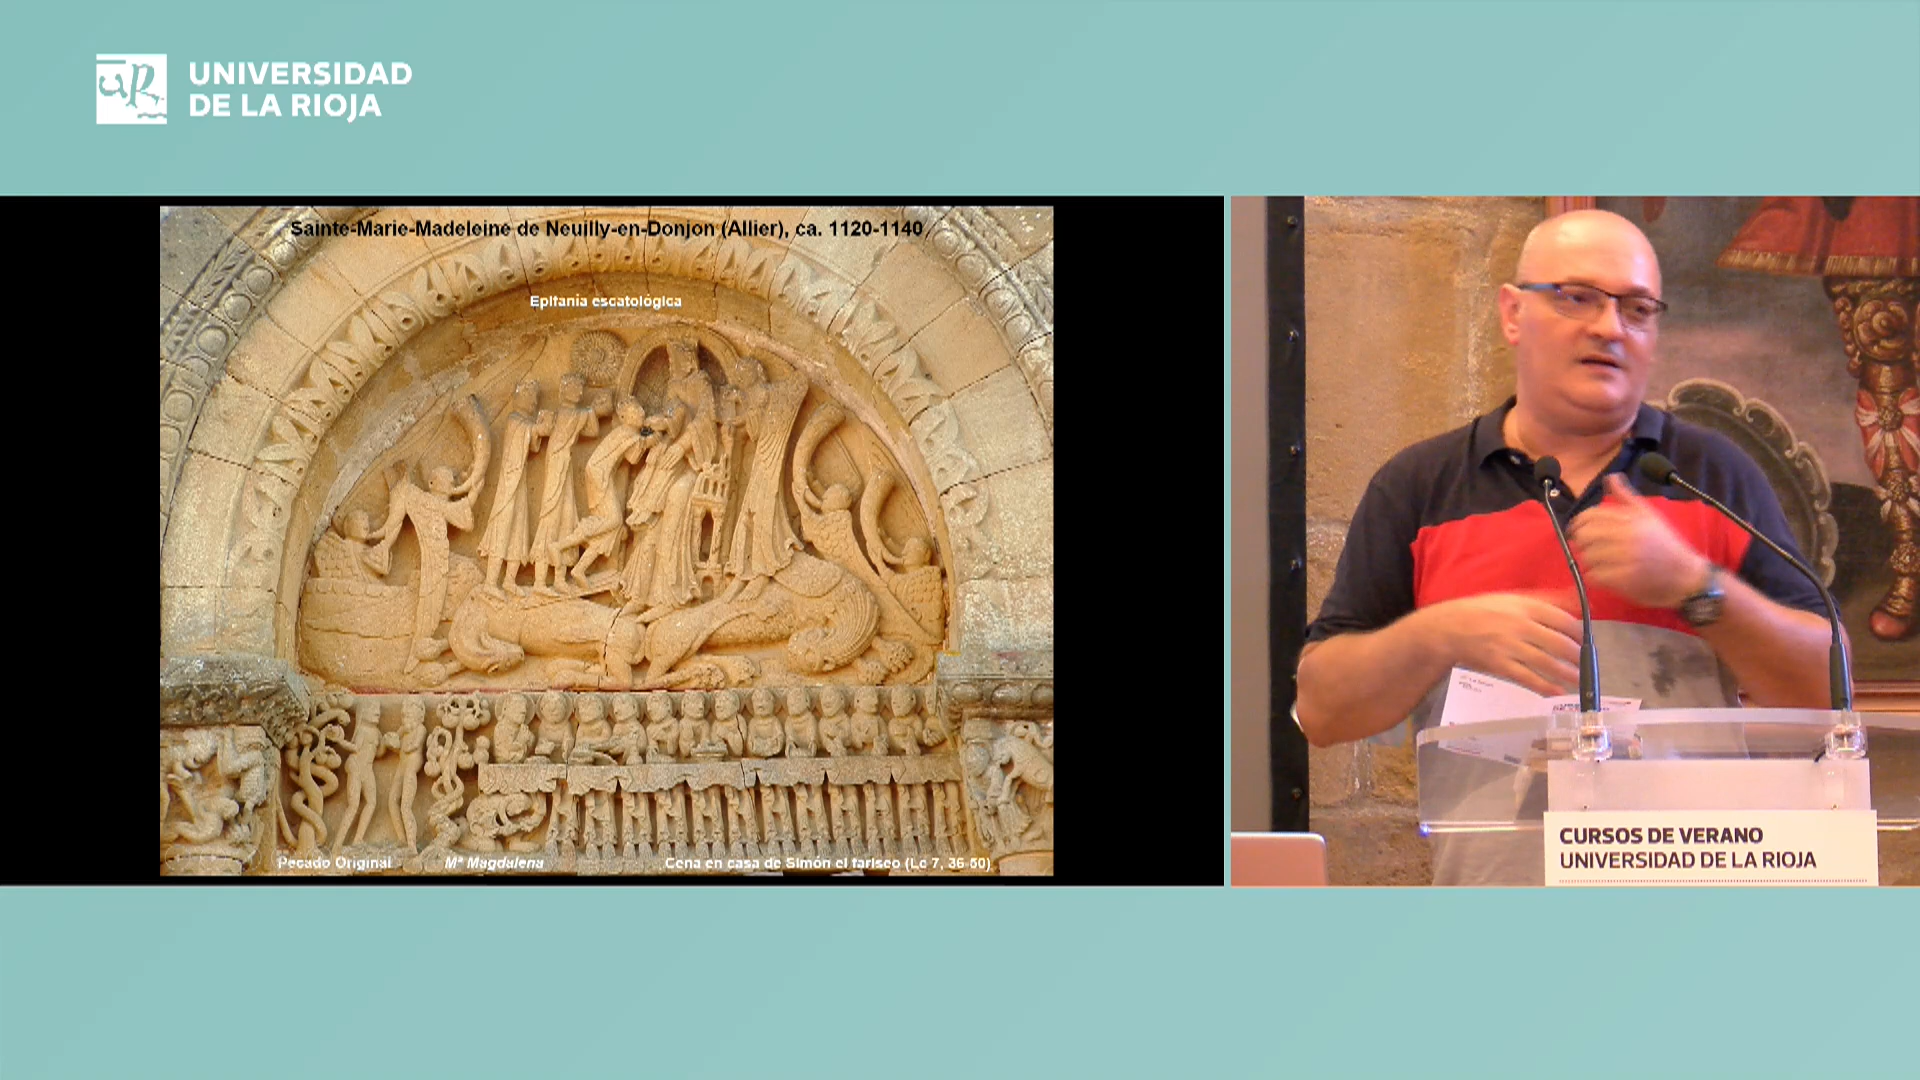 UNIVERSIDAD
DE LA RIOJA
Sainte-Marie-Madeleine de Neuilly-en-Donjon (Allier), ca. 1120-1140
Epifanía escatológica
Pecado Original
Mª Magdalena
Cena en casa de Simón el fariseo (Lc 7, 36-50)
CURSOS DE VERANO
UNIVERSIDAD DE LA RIOJA